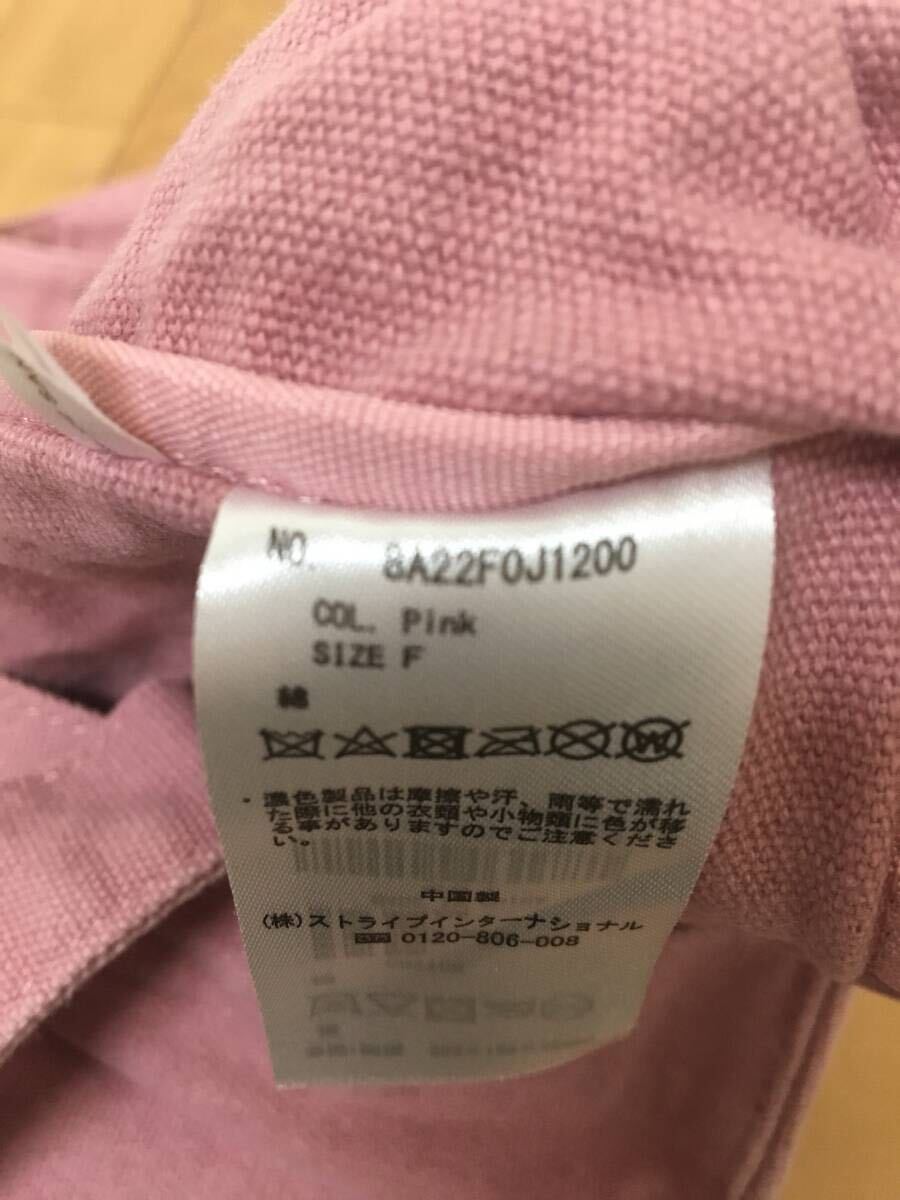 NO. 8A22F0J1200
COL. Pink
SIZE F
綿
・濃色製品は摩擦や汗、雨等で濡れ
た際に他の衣類や小物類に色が移
る事がありますのでご注意くださ
い。
中国製
(株)ストライプインターナショナル
0120-806-008